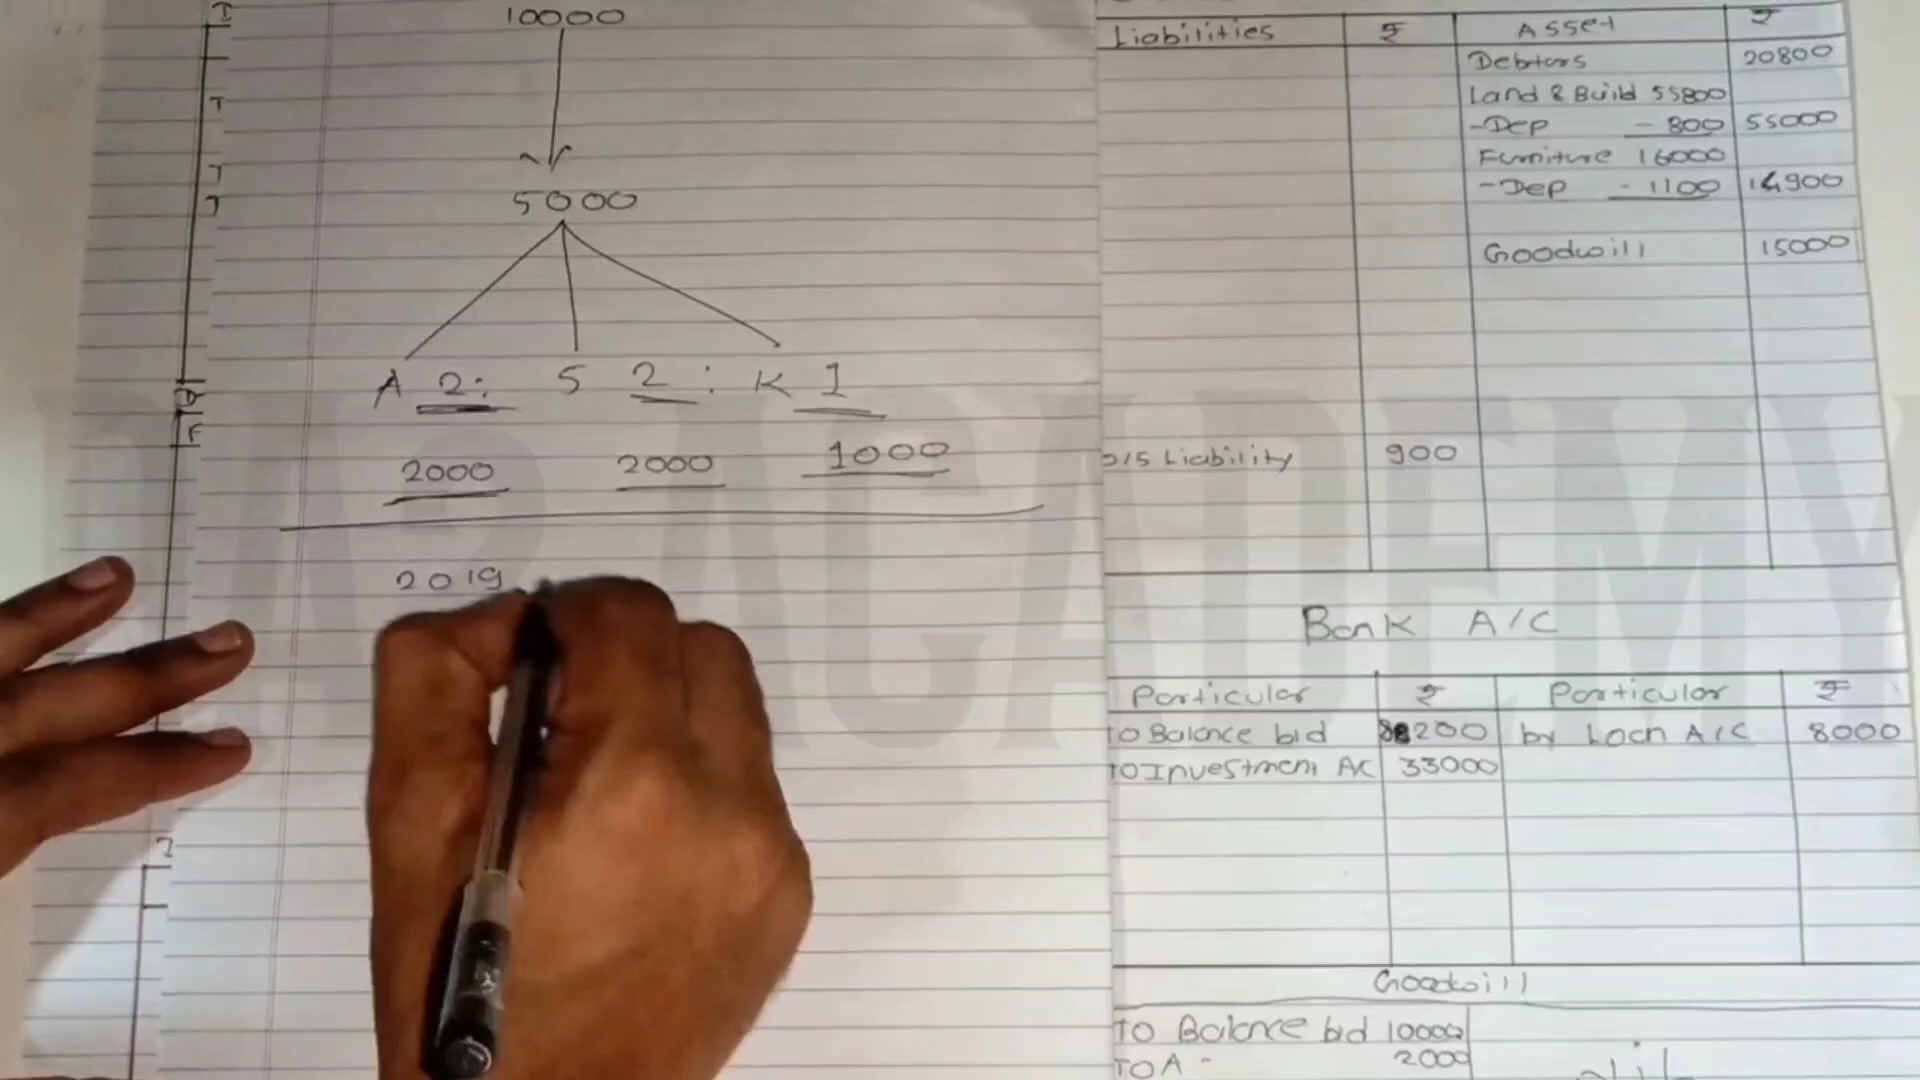 10000
5000
A 2: S 2 : K 1
2000 2000 1000
2019
Liabilities ₹ Asset ₹
Debtors 20800
Land & Build 55800
-Dep - 800 55000
Furniture 16000
-Dep - 1100 14900
Goodwill 15000
O/S Liability 900
Bank A/C
Particular ₹ Particular ₹
TO Balance b/d 8200 by Loan A/C 8000
TO Investment AC 33000
Goodwill
TO Balance b/d 10000
TO A - 2000
ACADEMY